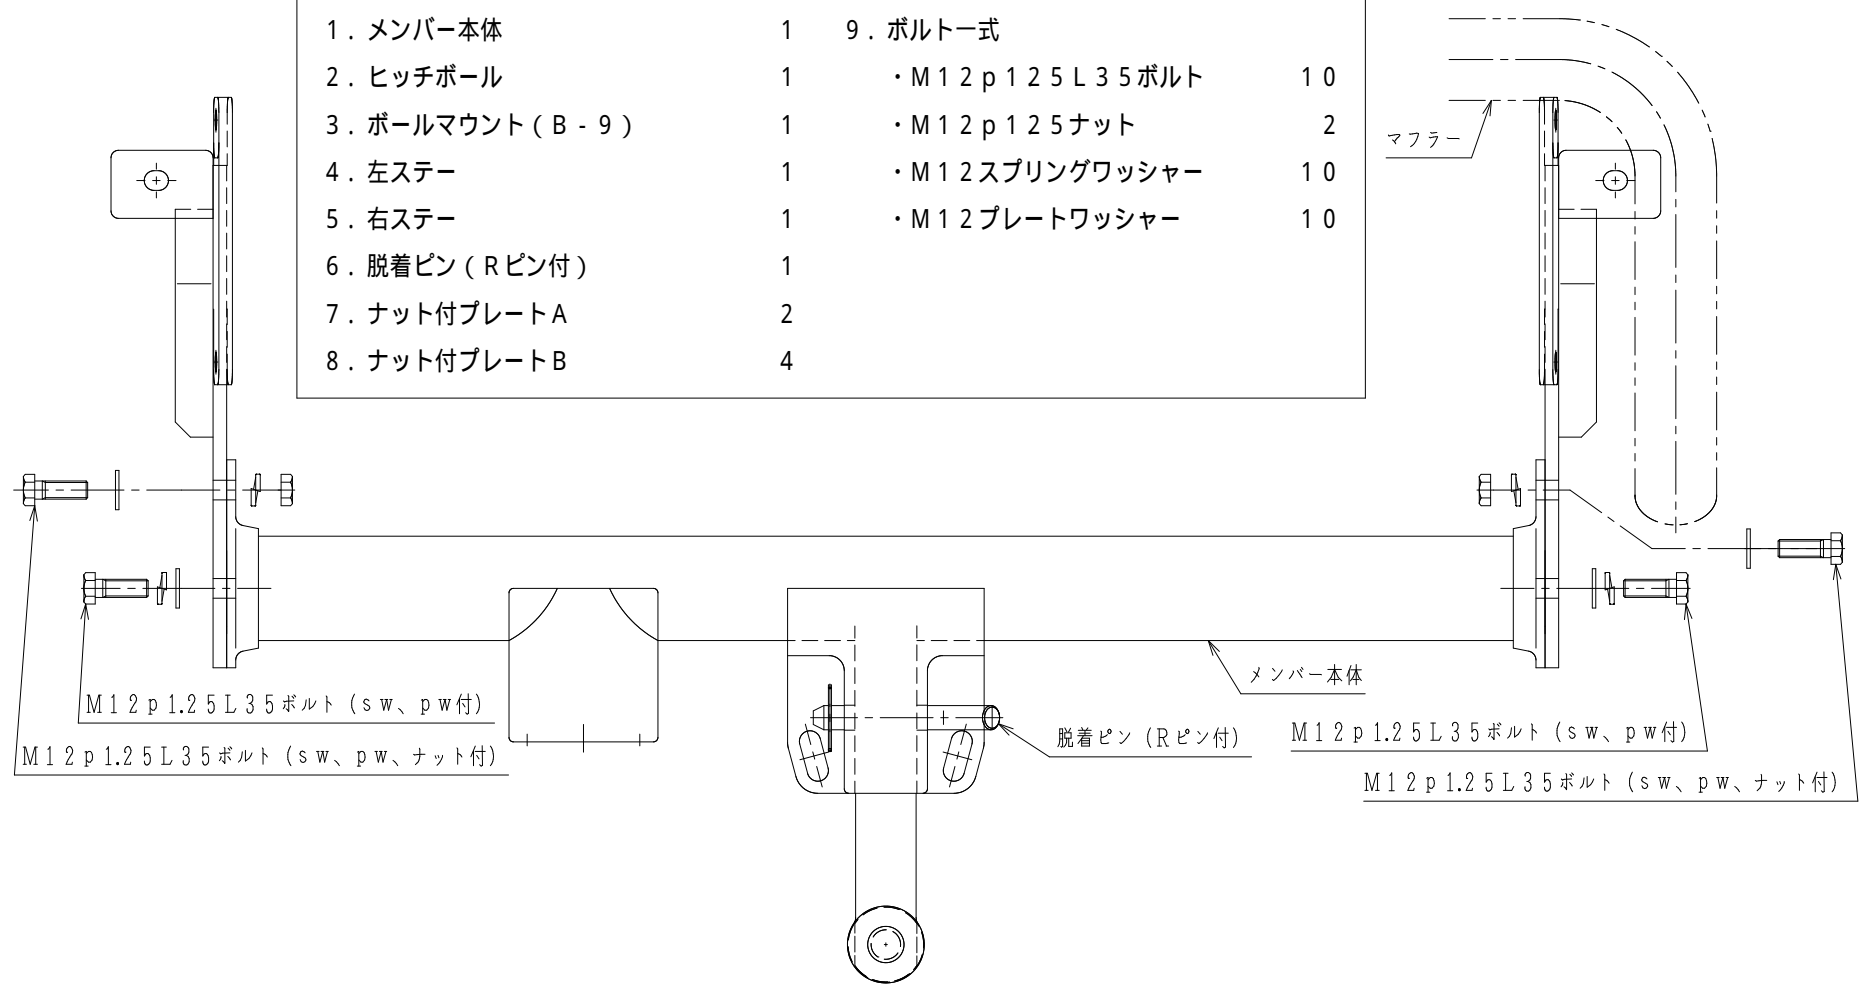 1．メンバー本体 1
2．ヒッチボール 1
3．ボールマウント（B-9） 1
4．左ステー 1
5．右ステー 1
6．脱着ピン（Rピン付） 1
7．ナット付プレートA 2
8．ナット付プレートB 4
9．ボルト一式
・M12p125L35ボルト 10
・M12p125ナット 2
・M12スプリングワッシャー 10
・M12プレートワッシャー 10
マフラー
メンバー本体
M12p1.25L35ボルト（sw、pw付）
M12p1.25L35ボルト（sw、pw、ナット付）
脱着ピン（Rピン付）
M12p1.25L35ボルト（sw、pw付）
M12p1.25L35ボルト（sw、pw、ナット付）